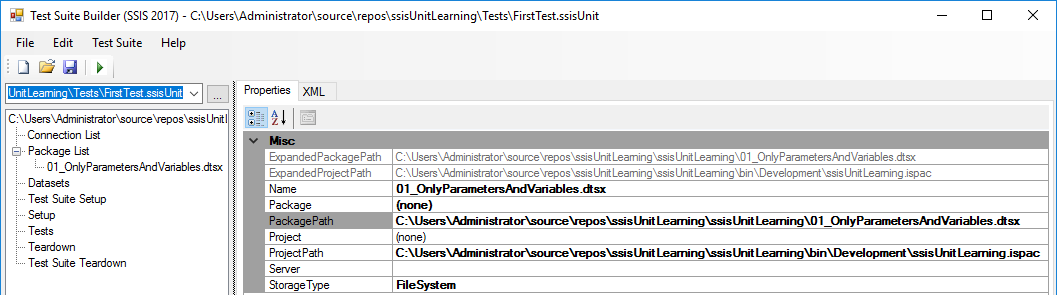 Test Suite Builder (SSIS 2017) - C:\Users\Administrator\source\repos\ssisUnitLearning\Tests\FirstTest.ssisUnit
File Edit Test Suite Help
UnitLearning\Tests\FirstTest.ssisUnit ...
C:\Users\Administrator\source\repos\ssisUnitl
Connection List
Package List
01_OnlyParametersAndVariables.dtsx
Datasets
Test Suite Setup
Setup
Tests
Teardown
Test Suite Teardown
Properties XML
Misc
ExpandedPackagePath C:\Users\Administrator\source\repos\ssisUnitLearning\ssisUnitLearning\01_OnlyParametersAndVariables.dtsx
ExpandedProjectPath C:\Users\Administrator\source\repos\ssisUnitLearning\ssisUnitLearning\bin\Development\ssisUnitLearning.ispac
Name 01_OnlyParametersAndVariables.dtsx
Package (none)
PackagePath C:\Users\Administrator\source\repos\ssisUnitLearning\ssisUnitLearning\01_OnlyParametersAndVariables.dtsx
Project (none)
ProjectPath C:\Users\Administrator\source\repos\ssisUnitLearning\ssisUnitLearning\bin\Development\ssisUnitLearning.ispac
Server
StorageType FileSystem